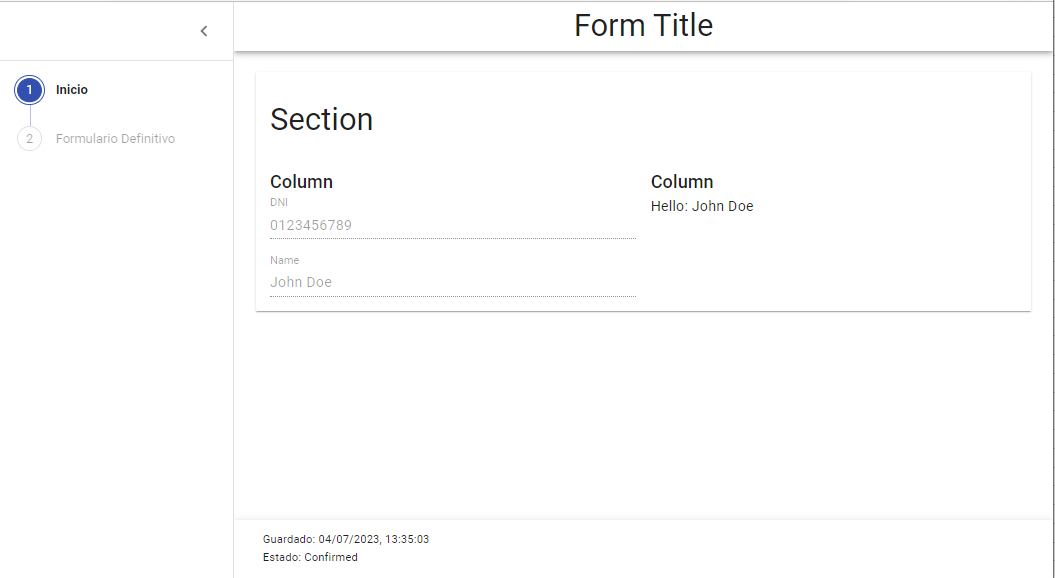 Form Title
1 Inicio
2 Formulario Definitivo
Section
Column
DNI
0123456789
Name
John Doe
Column
Hello: John Doe
Guardado: 04/07/2023, 13:35:03
Estado: Confirmed